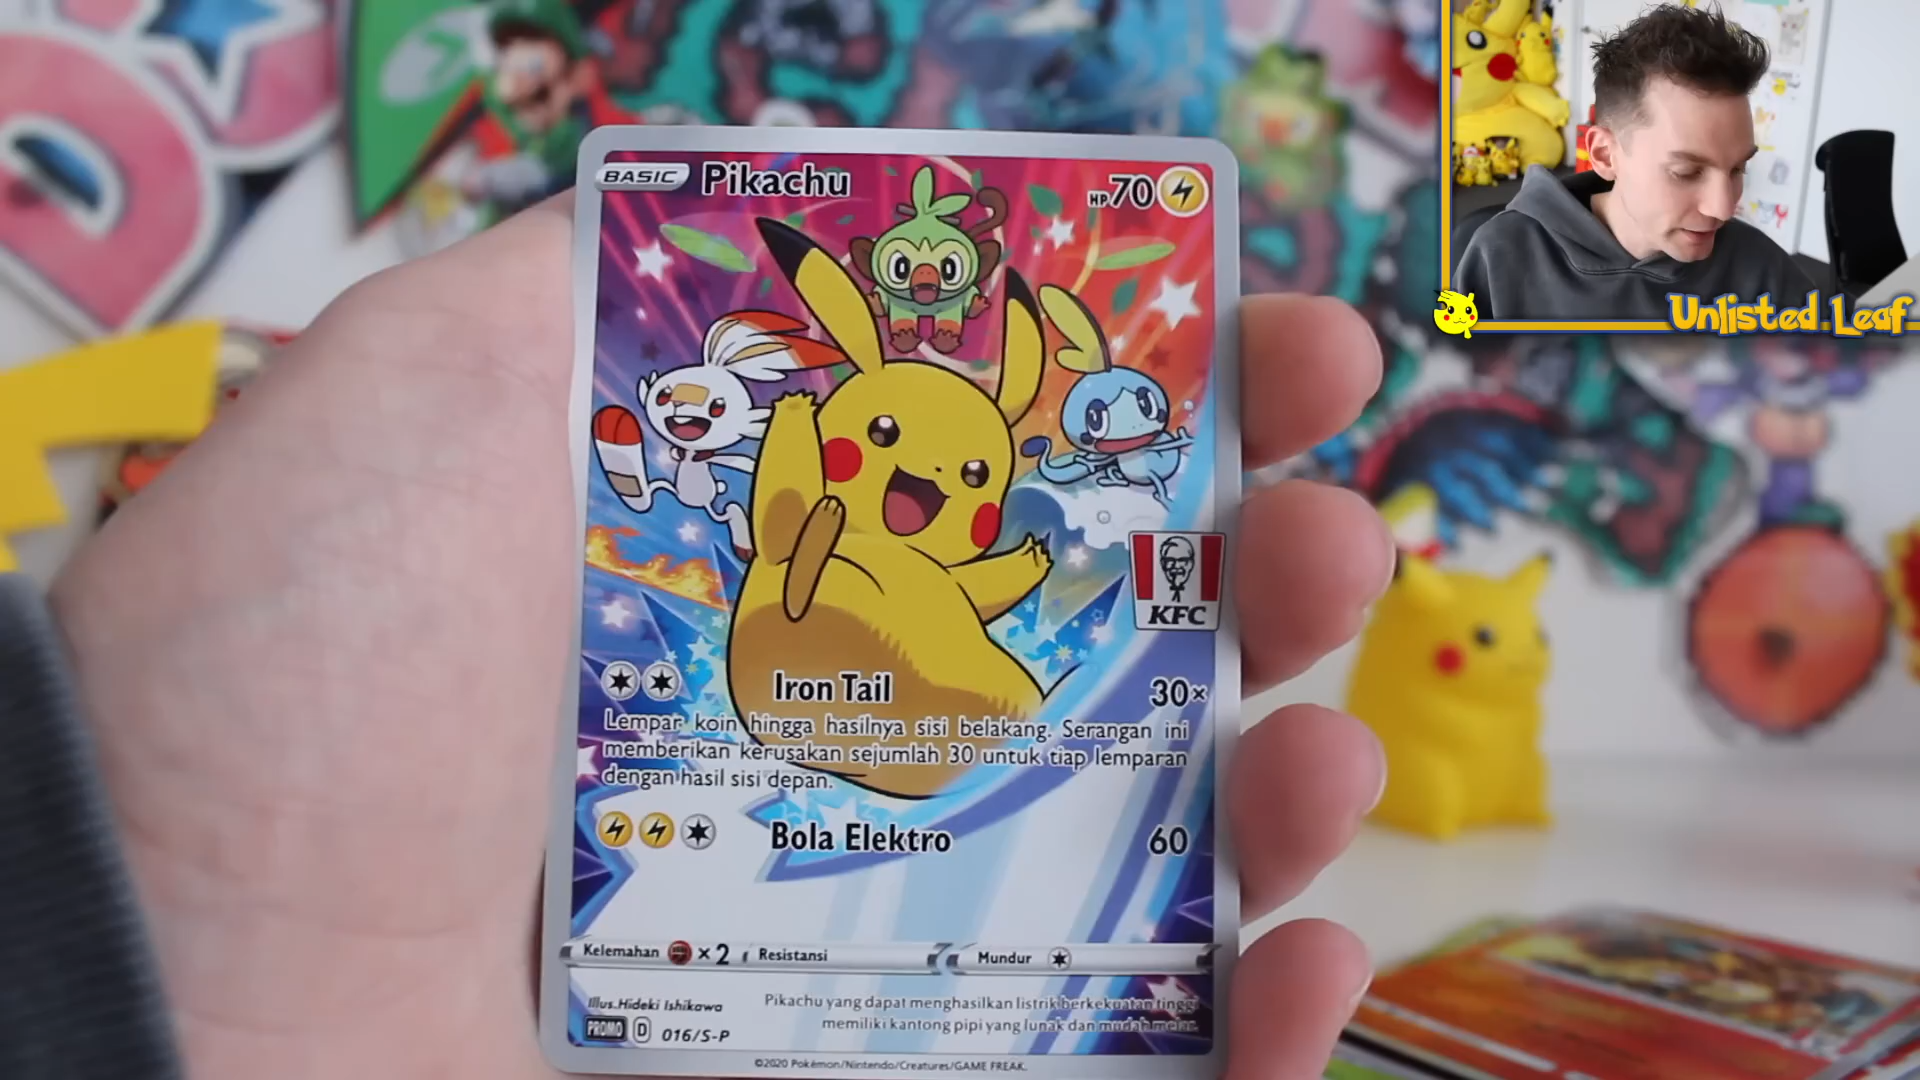 BASIC Pikachu HP70
Unlisted.Leaf
KFC
Iron Tail 30×
Lempar koin hingga hasilnya sisi belakang. Serangan ini
memberikan kerusakan sejumlah 30 untuk tiap lemparan
dengan hasil sisi depan.
Bola Elektro 60
Kelemahan ×2 Resistansi Mundur
Illus.Hideki Ishikawa
PROMO D 016/S-P
Pikachu yang dapat menghasilkan listrik berkekuatan tinggi
memiliki kantong pipi yang lunak dan mudah melar.
©2020 Pokémon/Nintendo/Creatures/GAME FREAK.